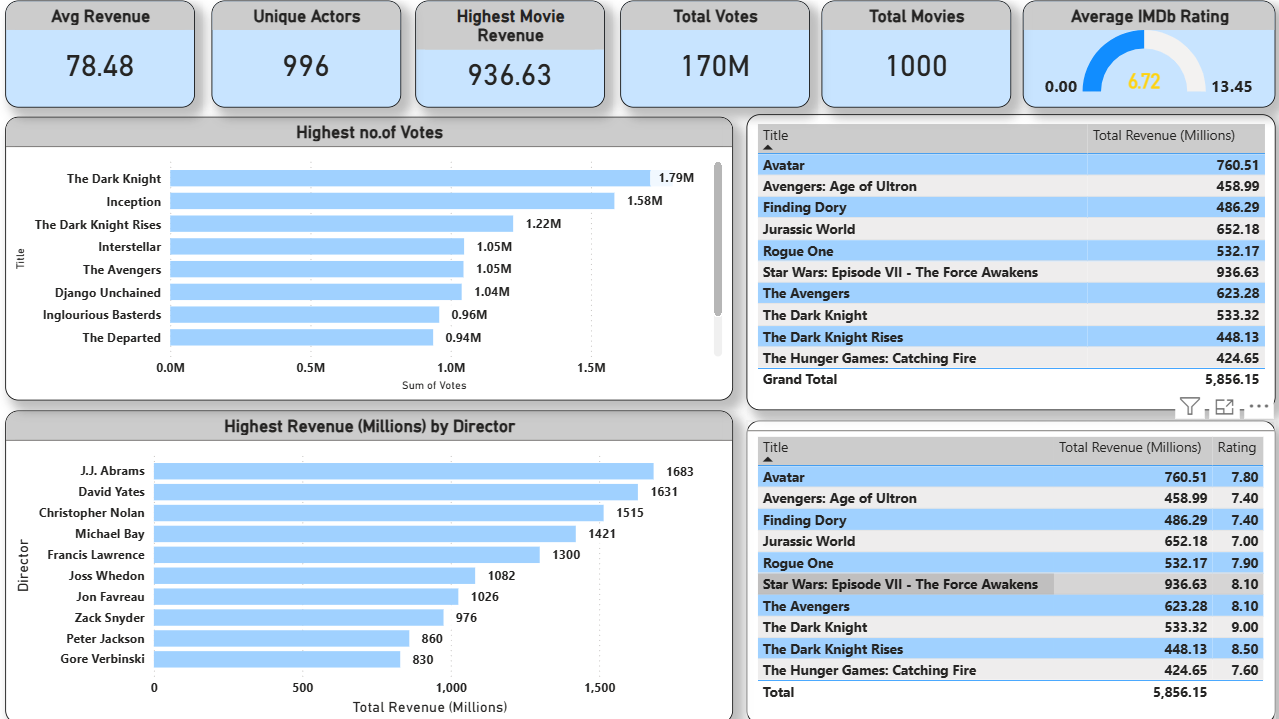 Avg Revenue
78.48
Unique Actors
996
Highest Movie
Revenue
936.63
Total Votes
170M
Total Movies
1000
Average IMDb Rating
0.00
6.72
13.45
Highest no.of Votes
Title
The Dark Knight 1.79M
Inception 1.58M
The Dark Knight Rises 1.22M
Interstellar 1.05M
The Avengers 1.05M
Django Unchained 1.04M
Inglourious Basterds 0.96M
The Departed 0.94M
0.0M 0.5M 1.0M 1.5M
Sum of Votes
Title Total Revenue (Millions)
Avatar 760.51
Avengers: Age of Ultron 458.99
Finding Dory 486.29
Jurassic World 652.18
Rogue One 532.17
Star Wars: Episode VII - The Force Awakens 936.63
The Avengers 623.28
The Dark Knight 533.32
The Dark Knight Rises 448.13
The Hunger Games: Catching Fire 424.65
Grand Total 5,856.15
Highest Revenue (Millions) by Director
Director
J.J. Abrams 1683
David Yates 1631
Christopher Nolan 1515
Michael Bay 1421
Francis Lawrence 1300
Joss Whedon 1082
Jon Favreau 1026
Zack Snyder 976
Peter Jackson 860
Gore Verbinski 830
0 500 1,000 1,500
Total Revenue (Millions)
Title Total Revenue (Millions) Rating
Avatar 760.51 7.80
Avengers: Age of Ultron 458.99 7.40
Finding Dory 486.29 7.40
Jurassic World 652.18 7.00
Rogue One 532.17 7.90
Star Wars: Episode VII - The Force Awakens 936.63 8.10
The Avengers 623.28 8.10
The Dark Knight 533.32 9.00
The Dark Knight Rises 448.13 8.50
The Hunger Games: Catching Fire 424.65 7.60
Total 5,856.15